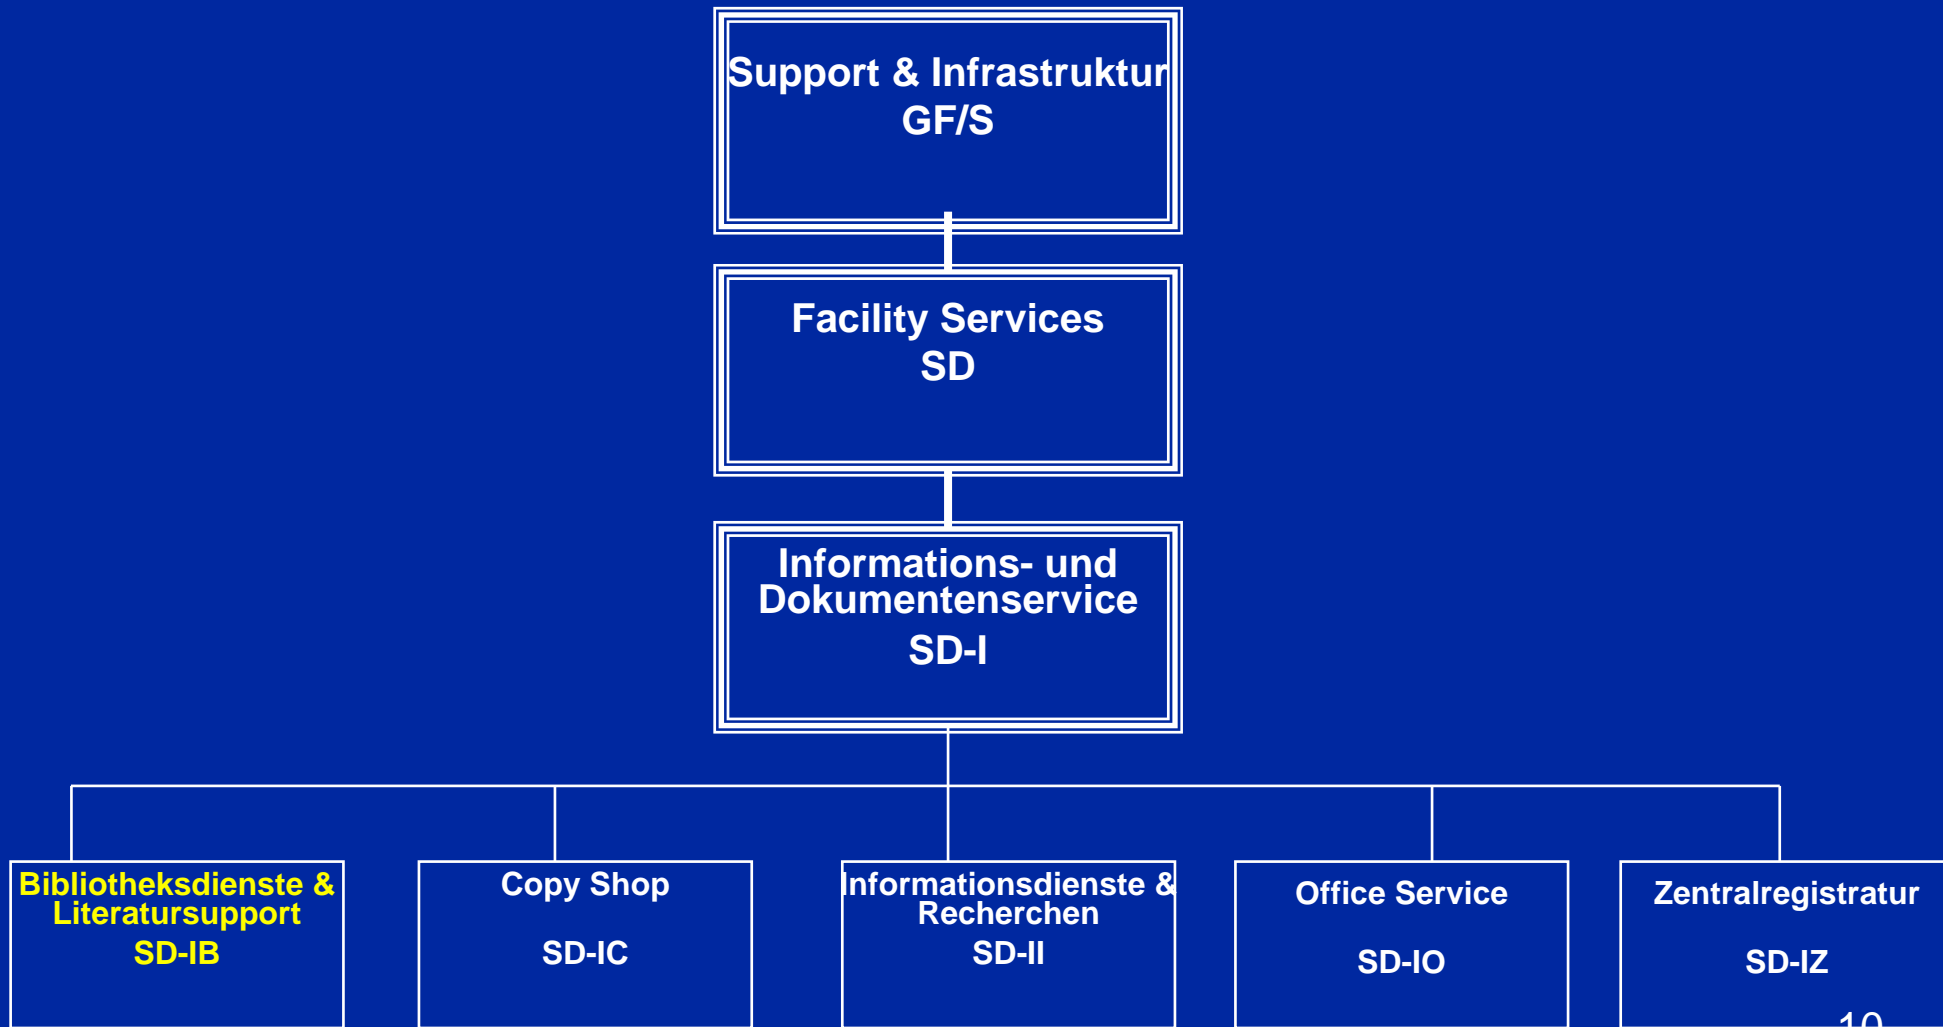 Support & Infrastruktur
GF/S
Facility Services
SD
Informations- und
Dokumentenservice
SD-I
Bibliotheksdienste &
Literatursupport
SD-IB
Copy Shop
SD-IC
Informationsdienste &
Recherchen
SD-II
Office Service
SD-IO
Zentralregistratur
SD-IZ
10